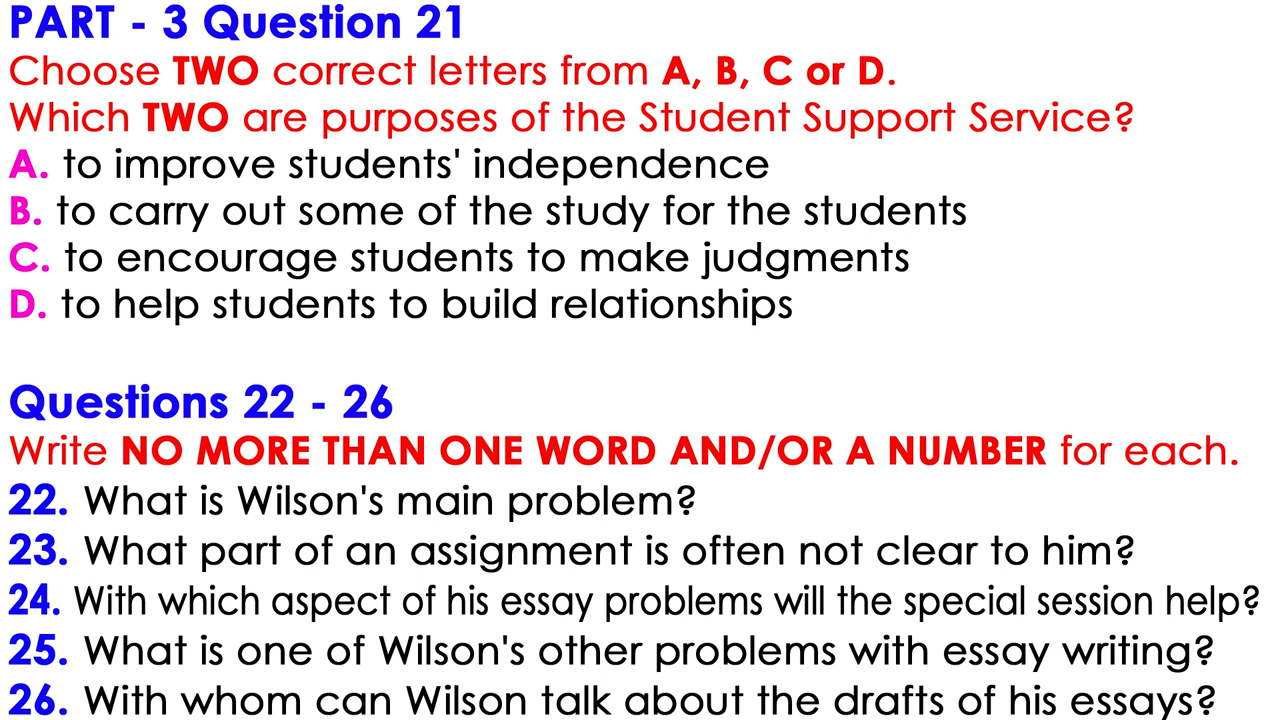 PART - 3 Question 21
Choose TWO correct letters from A, B, C or D.
Which TWO are purposes of the Student Support Service?
A. to improve students' independence
B. to carry out some of the study for the students
C. to encourage students to make judgments
D. to help students to build relationships
Questions 22 - 26
Write NO MORE THAN ONE WORD AND/OR A NUMBER for each.
22. What is Wilson's main problem?
23. What part of an assignment is often not clear to him?
24. With which aspect of his essay problems will the special session help?
25. What is one of Wilson's other problems with essay writing?
26. With whom can Wilson talk about the drafts of his essays?